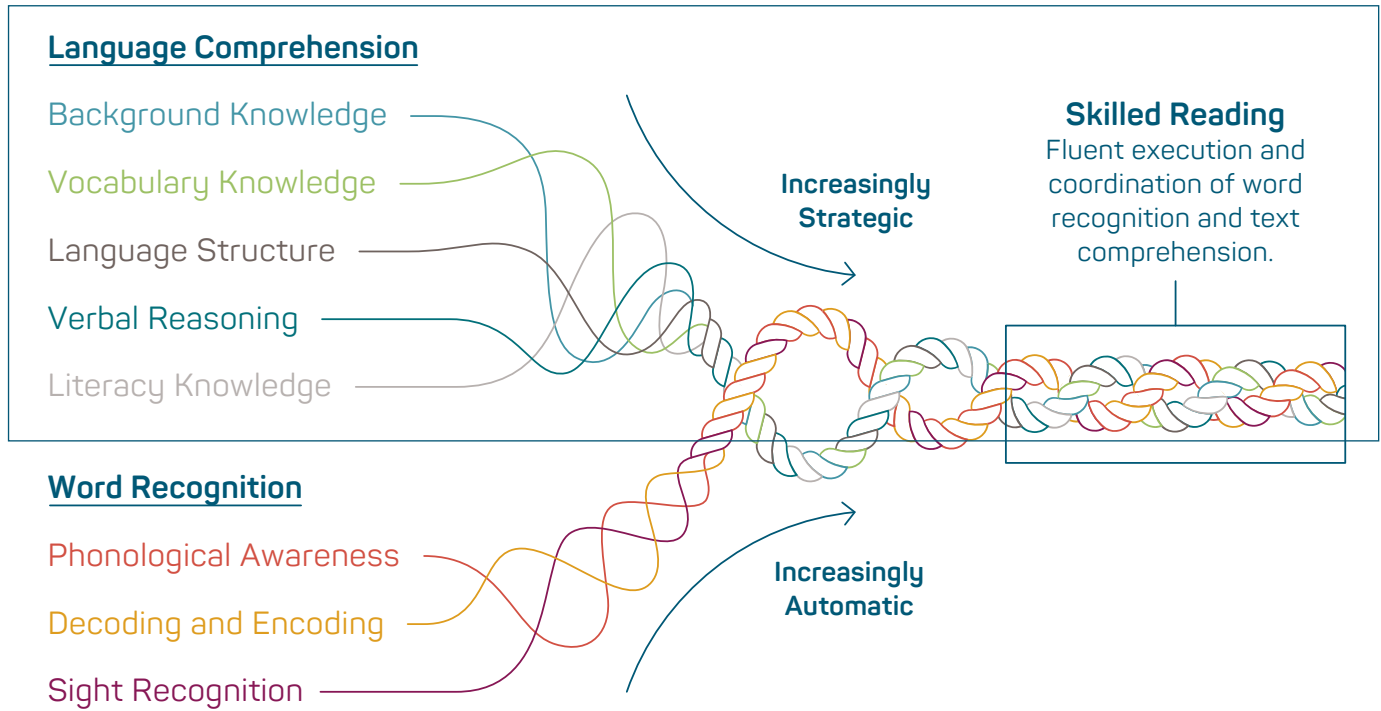 Language Comprehension
Background Knowledge
Vocabulary Knowledge
Language Structure
Verbal Reasoning
Literacy Knowledge
Increasingly
Strategic
Skilled Reading
Fluent execution and
coordination of word
recognition and text
comprehension.
Word Recognition
Phonological Awareness
Decoding and Encoding
Sight Recognition
Increasingly
Automatic